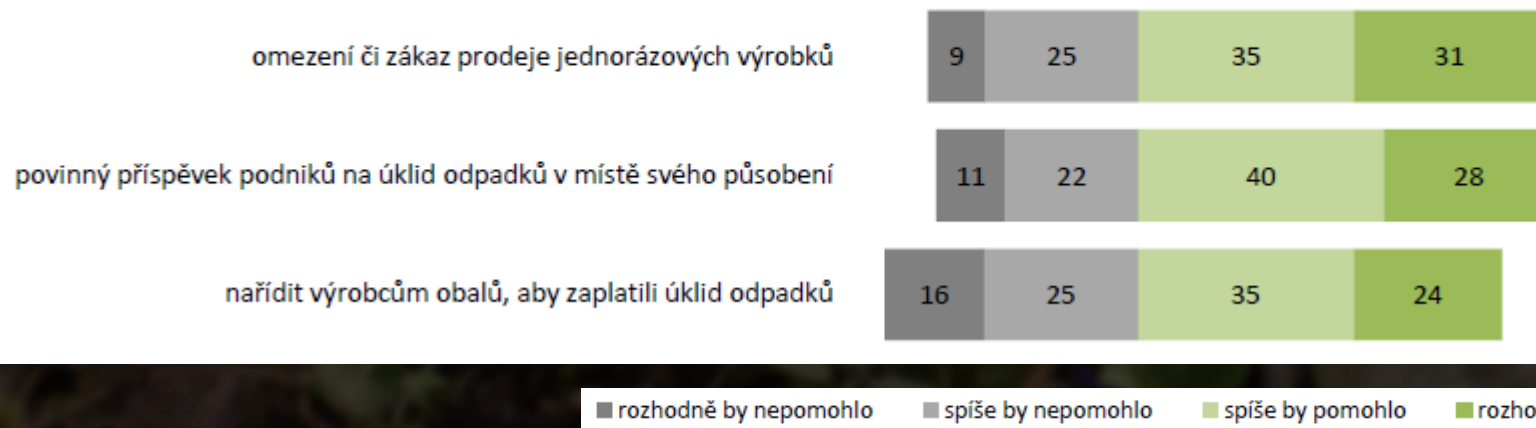 omezení či zákaz prodeje jednorázových výrobků 9 25 35 31
povinný příspěvek podniků na úklid odpadků v místě svého působení 11 22 40 28
nařídit výrobcům obalů, aby zaplatili úklid odpadků 16 25 35 24
rozhodně by nepomohlo spíše by nepomohlo spíše by pomohlo rozho